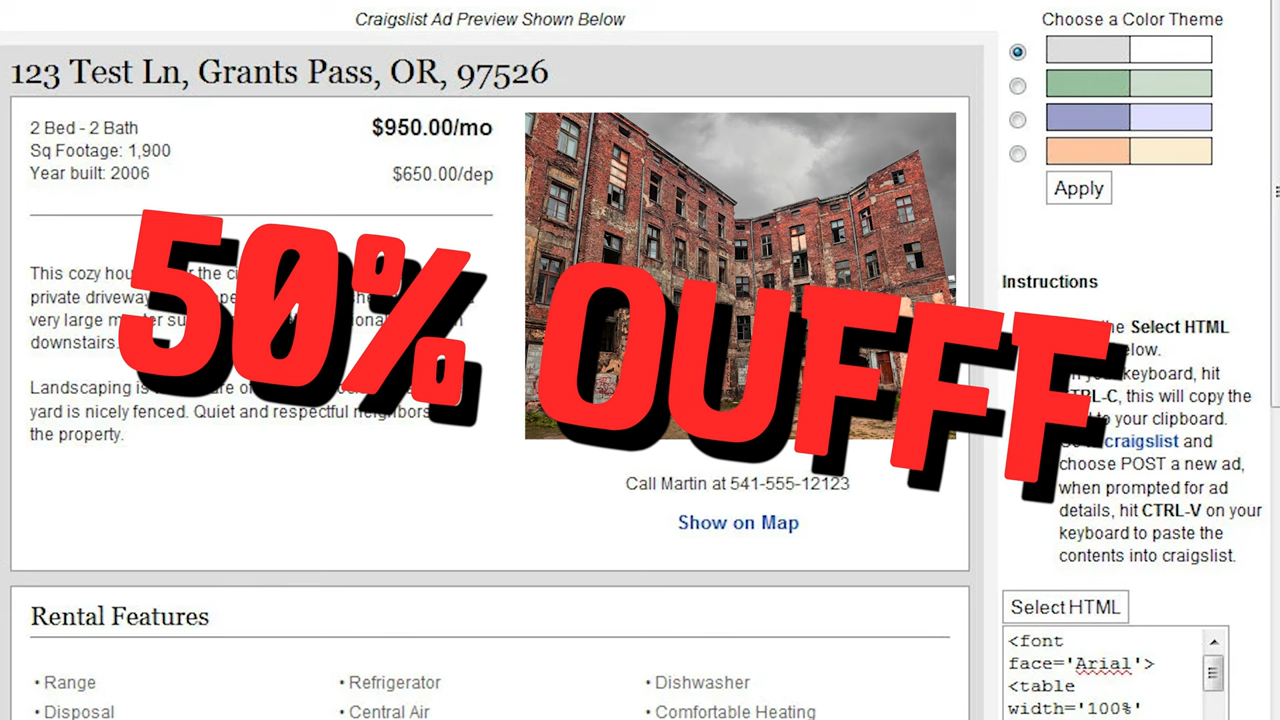 Craigslist Ad Preview Shown Below
123 Test Ln, Grants Pass, OR, 97526
2 Bed - 2 Bath
Sq Footage: 1,900
Year built: 2006
$950.00/mo
$650.00/dep
50% OUFFF
This cozy the
private
very large
downstairs.
Landscaping is of
yard is nicely fenced. Quiet and respectful neighbors
the property.
Call Martin at 541-555-12123
Show on Map
Rental Features
• Range
• Refrigerator
• Dishwasher
• Disposal
• Central Air
• Comfortable Heating
Choose a Color Theme
Apply
Instructions
the Select HTML
keyboard, hit
this will copy the
to your clipboard.
craigslist and
choose POST a new ad,
when prompted for ad
details, hit CTRL-V on your
keyboard to paste the
contents into craigslist.
Select HTML
<font
face='Arial'>
<table
width='100%'